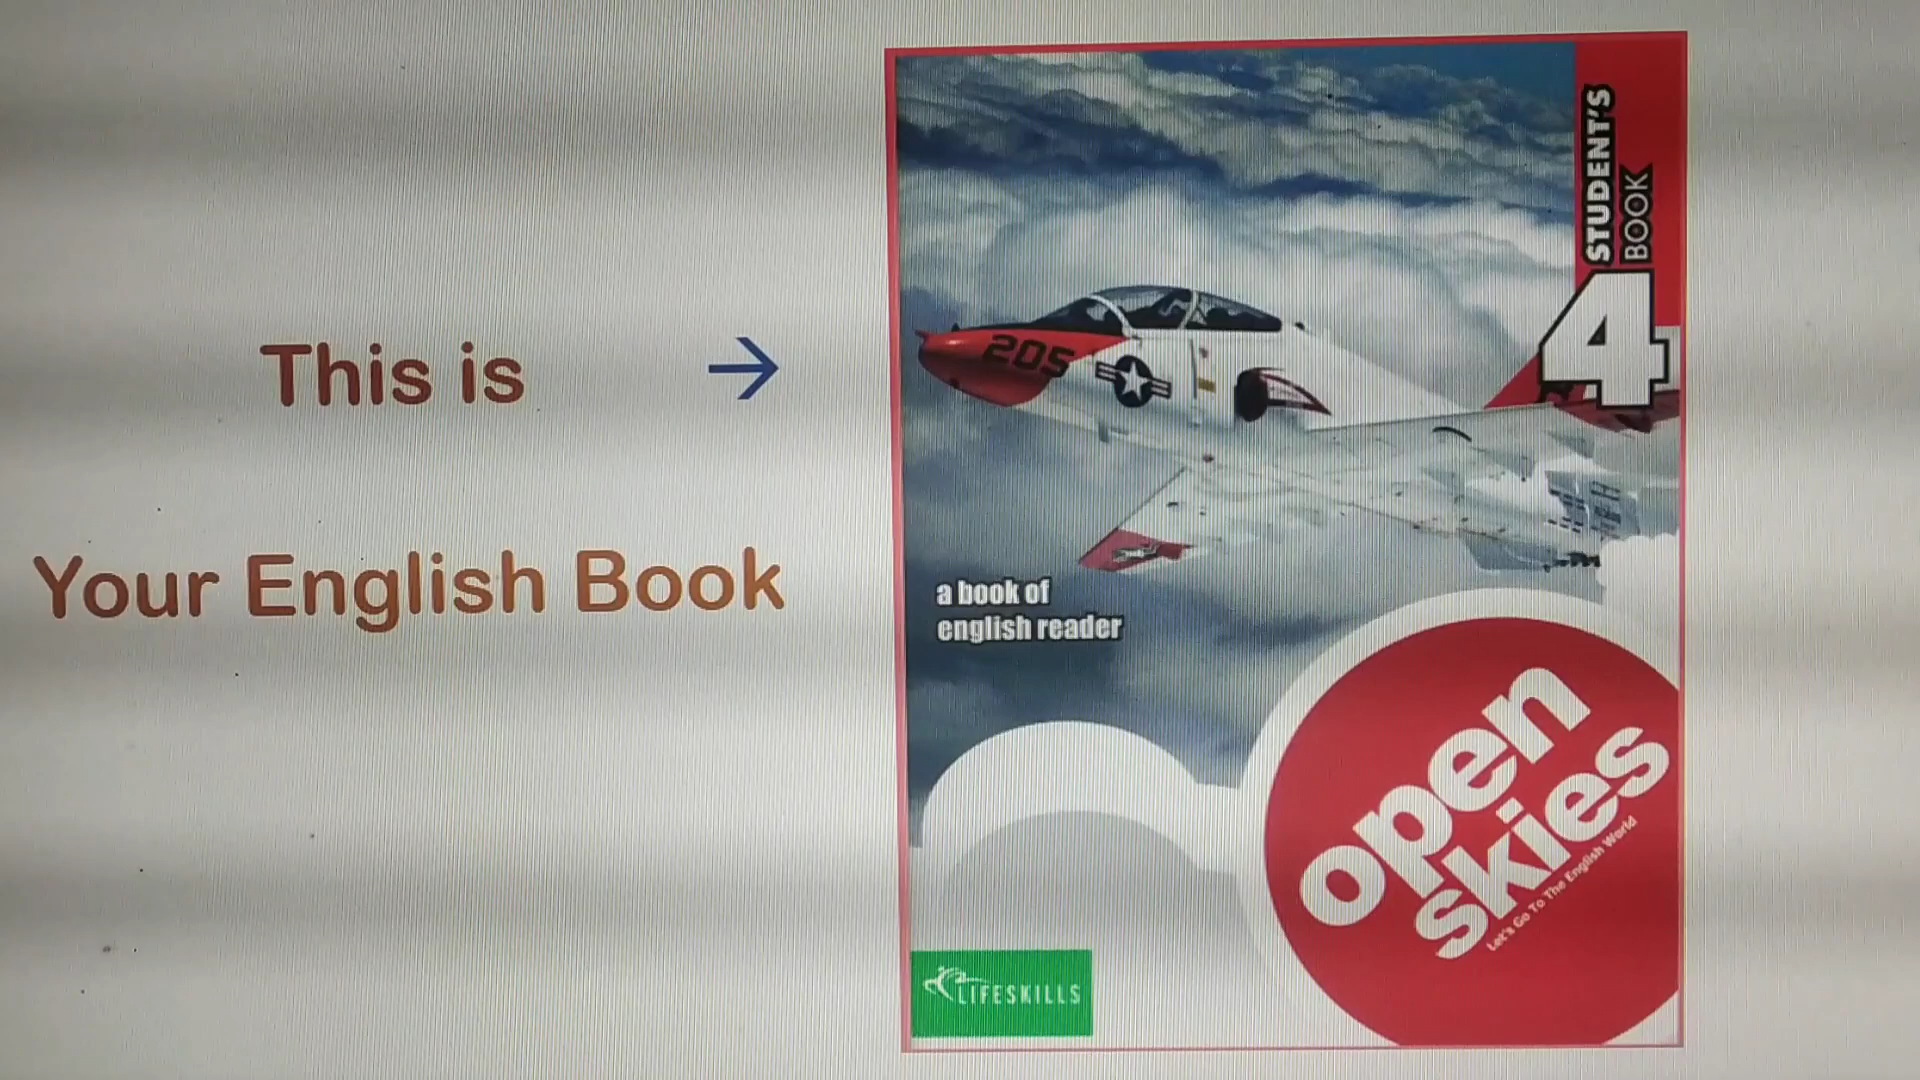 This is →
Your English Book
STUDENT'S
BOOK
4
205
a book of
english reader
open
skies
Let's Go To The English World
LIFESKILLS